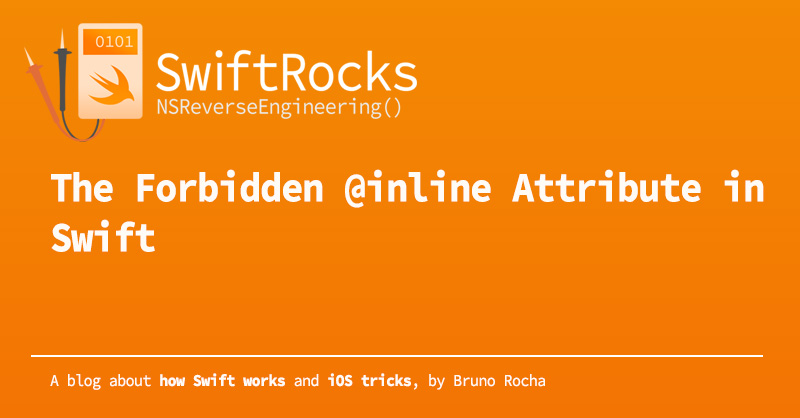 0101
SwiftRocks
NSReverseEngineering()
The Forbidden @inline Attribute in
Swift
A blog about how Swift works and iOS tricks, by Bruno Rocha